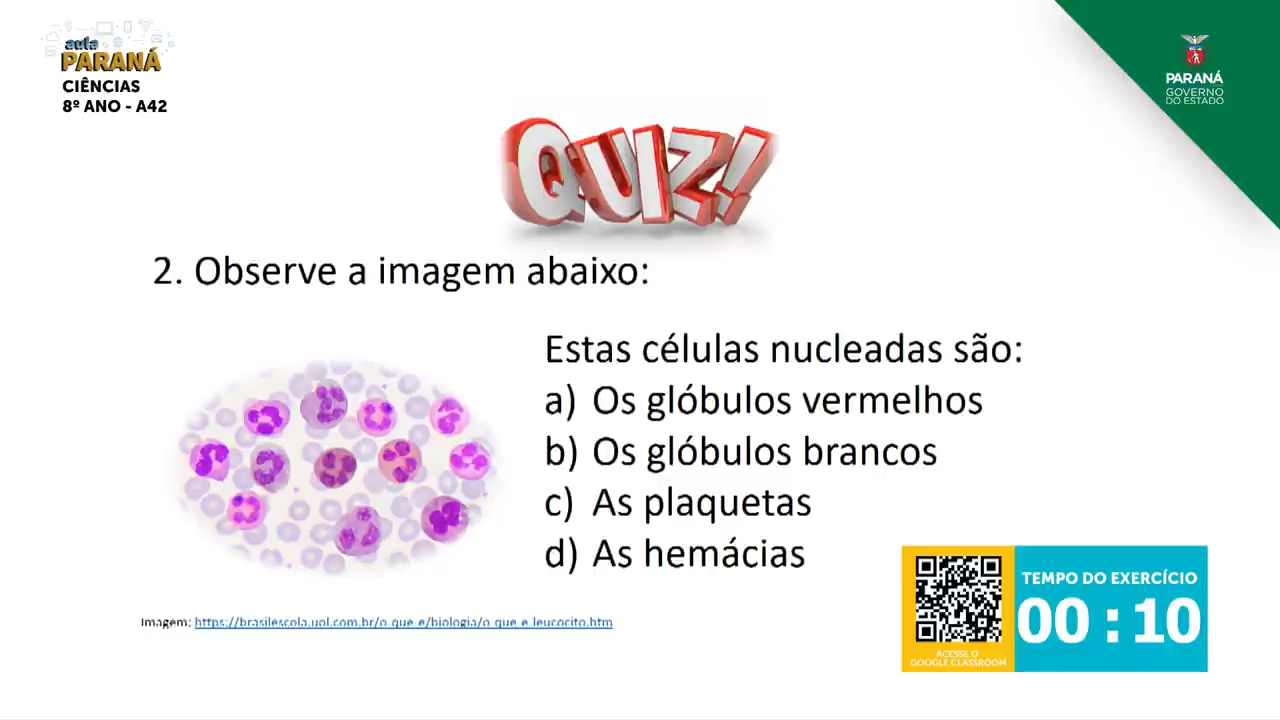 aula
PARANÁ
CIÊNCIAS
8º ANO - A42
PARANÁ
GOVERNO
DO ESTADO
QUIZ!
2. Observe a imagem abaixo:
Estas células nucleadas são:
a) Os glóbulos vermelhos
b) Os glóbulos brancos
c) As plaquetas
d) As hemácias
Imagem: https://brasilescola.uol.com.br/o-que-e/biologia/o-que-e-leucocito.htm
TEMPO DO EXERCÍCIO
00 : 10
ACESSE O
GOOGLE CLASSROOM